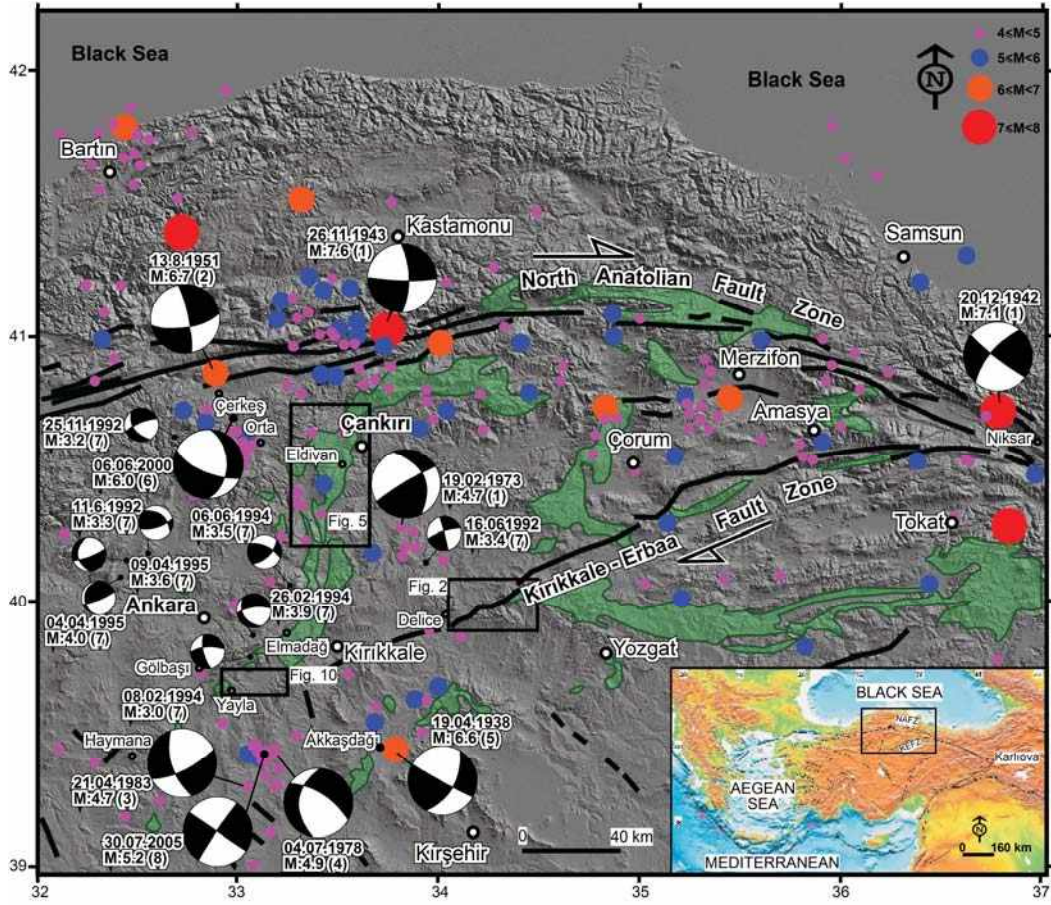 Black Sea
Black Sea
4≤M<5
5≤M<6
6≤M<7
7≤M<8
N
42
41
40
39
32
33
34
35
36
37
Bartın
Kastamonu
Samsun
13.8.1951
M:6.7 (2)
26.11.1943
M:7.6 (1)
North Anatolian Fault Zone
20.12.1942
M:7.1 (1)
Merzifon
Amasya
Niksar
Çerkeş
Orta
Çankırı
Eldivan
Çorum
25.11.1992
M:3.2 (7)
06.06.2000
M:6.0 (6)
19.02.1973
M:4.7 (1)
11.6.1992
M:3.3 (7)
06.06.1994
M:3.5 (7)
Fig. 5
16.061992
M:3.4 (7)
Fault Zone
Kırıkkale - Erbaa
Tokat
09.04.1995
M:3.6 (7)
Fig. 2
Ankara
26.02.1994
M:3.9 (7)
Delice
04.04.1995
M:4.0 (7)
Elmadağ
Kırıkkale
Yozgat
Gölbaşı
Fig. 10
Yayla
08.02.1994
M:3.0 (7)
Haymana
Akkaşdağı
19.04.1938
M:6.6 (5)
21.04.1983
M:4.7 (3)
30.07.2005
M:5.2 (8)
04.07.1978
M:4.9 (4)
Kırşehir
0 40 km
BLACK SEA
NAFZ
KEFZ
Karlıova
AEGEAN
SEA
MEDITERRANEAN
N
0 160 km